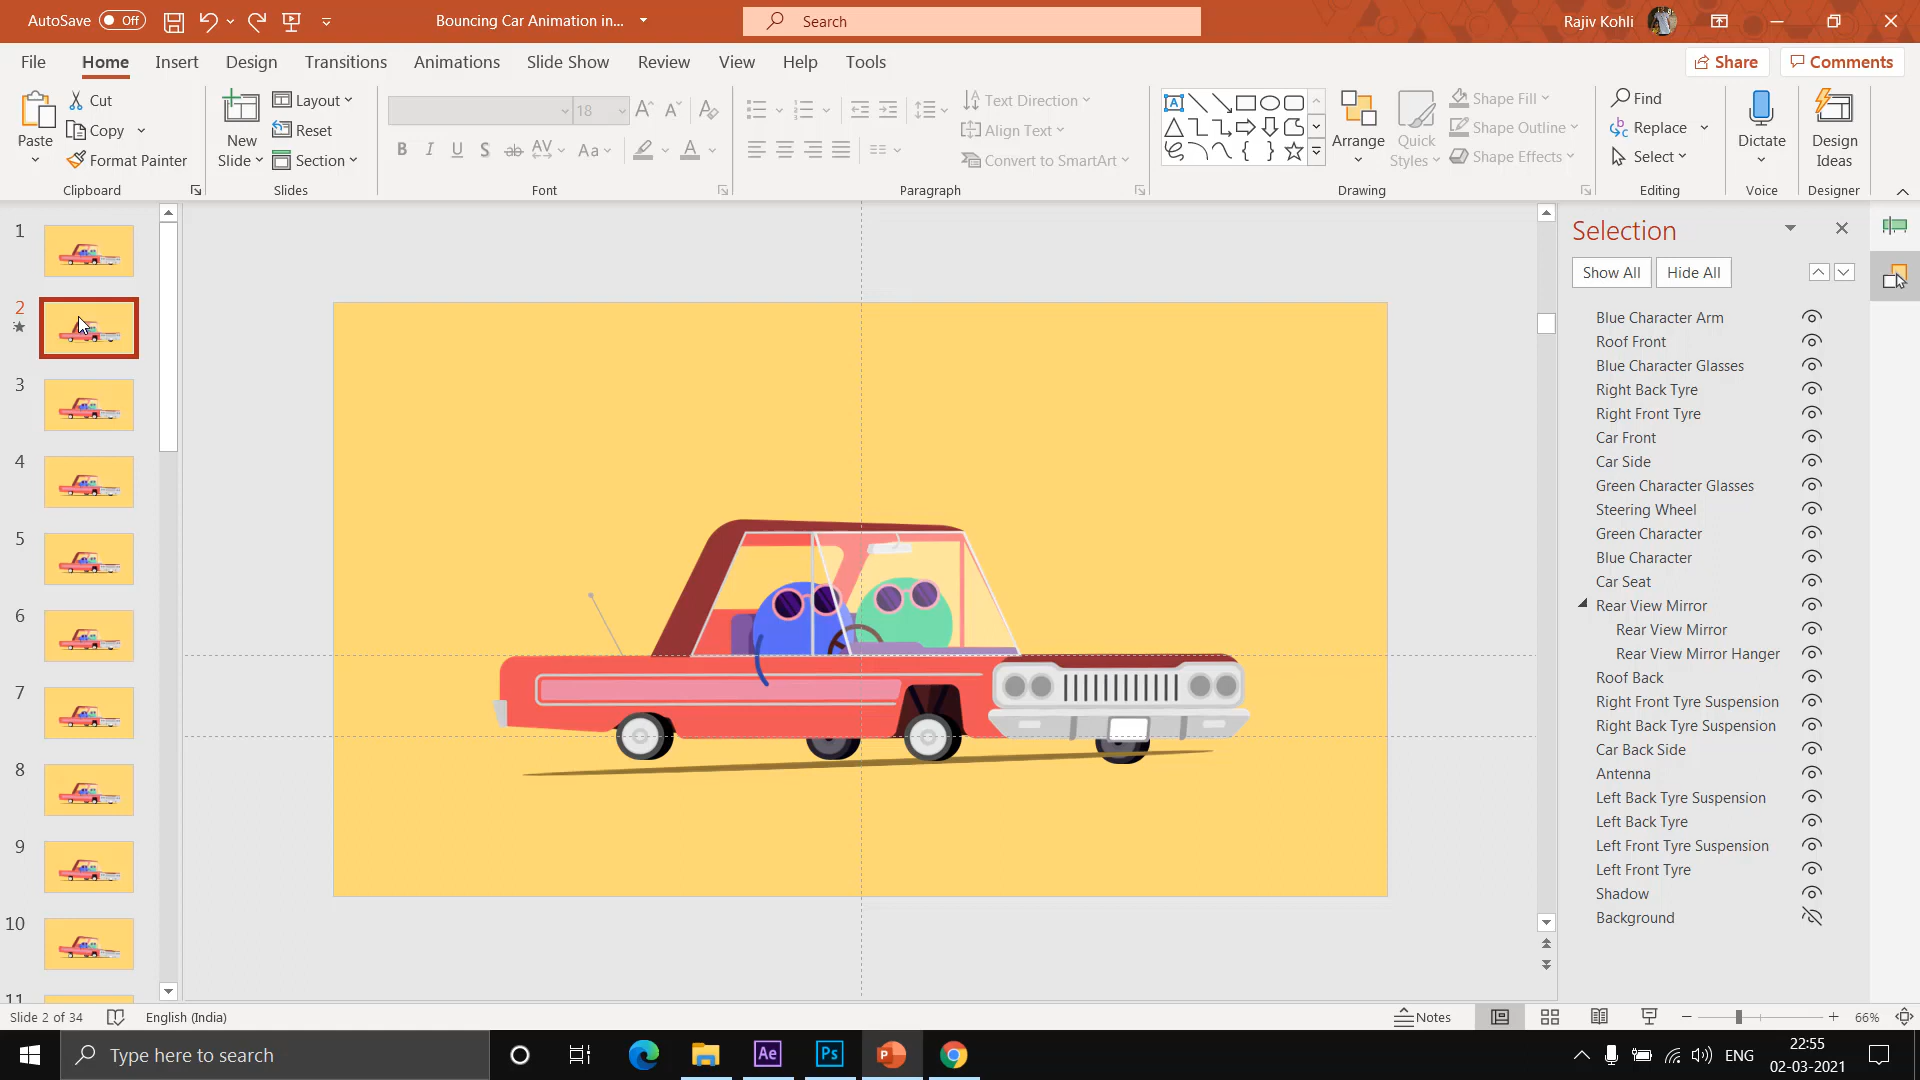 AutoSave Off Bouncing Car Animation in... Search Rajiv Kohli
File Home Insert Design Transitions Animations Slide Show Review View Help Tools Share Comments
Paste Cut Copy Format Painter Clipboard
New Slide Layout Reset Section Slides
18 Font
B I U S ab AV Aa A
Text Direction Align Text Convert to SmartArt Paragraph
Arrange Quick Styles Shape Fill Shape Outline Shape Effects Drawing
Find Replace Select Editing
Dictate Voice
Design Ideas Designer
1
2
3
4
5
6
7
8
9
10
11
Selection
Show All Hide All
Blue Character Arm
Roof Front
Blue Character Glasses
Right Back Tyre
Right Front Tyre
Car Front
Car Side
Green Character Glasses
Steering Wheel
Green Character
Blue Character
Car Seat
Rear View Mirror
Rear View Mirror
Rear View Mirror Hanger
Roof Back
Right Front Tyre Suspension
Right Back Tyre Suspension
Car Back Side
Antenna
Left Back Tyre Suspension
Left Back Tyre
Left Front Tyre Suspension
Left Front Tyre
Shadow
Background
Slide 2 of 34 English (India) Notes 66%
Type here to search Ae Ps ENG 22:55
02-03-2021